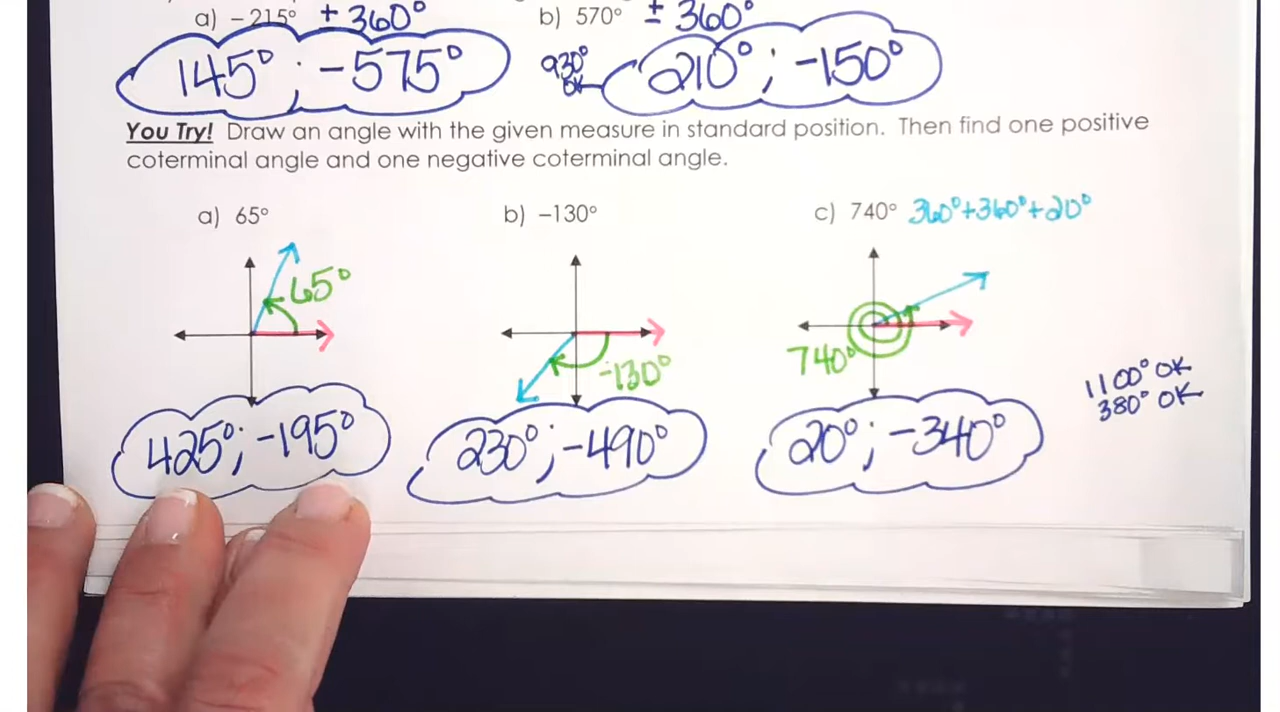 a) –215° ± 360° b) 570° ± 360°
145° ; -575° 930° OK 210° ; -150°
You Try! Draw an angle with the given measure in standard position. Then find one positive
coterminal angle and one negative coterminal angle.
a) 65° b) –130° c) 740° 360°+360°+20°
65° -130° 740°
1100° OK
380° OK
425°; -195° 230°; -490° 20°; -340°